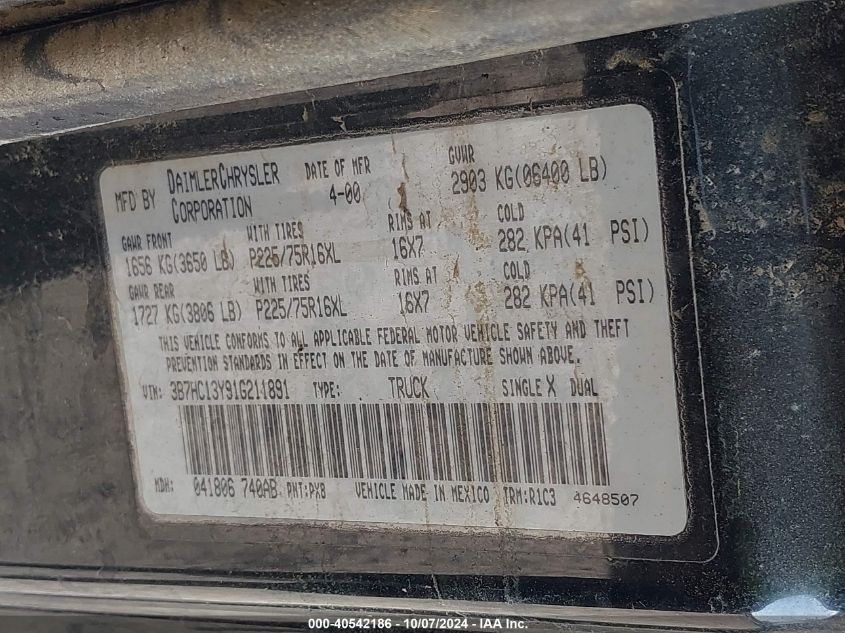 MFD BY DAIMLERCHRYSLER CORPORATION
DATE OF MFR 4-00
GVWR 2903 KG(06400 LB)
GAWR FRONT WITH TIRES RIMS AT COLD
1656 KG(3650 LB) P225/75R16XL 16X7 282 KPA(41 PSI)
GAWR REAR WITH TIRES RIMS AT COLD
1727 KG(3806 LB) P225/75R16XL 16X7 282 KPA(41 PSI)
THIS VEHICLE CONFORMS TO ALL APPLICABLE FEDERAL MOTOR VEHICLE SAFETY AND THEFT
PREVENTION STANDARDS IN EFFECT ON THE DATE OF MANUFACTURE SHOWN ABOVE.
VIN: 3B7HC13Y91G211891 TYPE: TRUCK SINGLE X DUAL
MDH: 041806 740AB PNT:PX8 VEHICLE MADE IN MEXICO TRM:R1C3 4648507
000-40542186 - 10/07/2024 - IAA Inc.